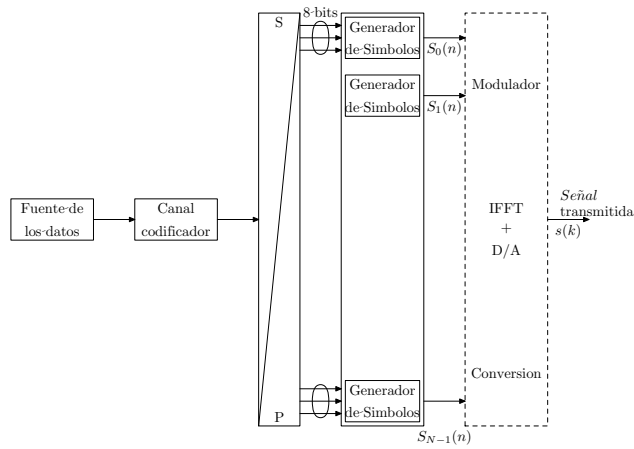 S
8-bits
Generador
de-Simbolos
S_0(n)
Generador
de-Simbolos
S_1(n)
Modulador
Fuente-de
los-datos
Canal
codificador
IFFT
+
D/A
Señal
transmitida
s(k)
Conversion
Generador
de-Simbolos
P
S_{N-1}(n)